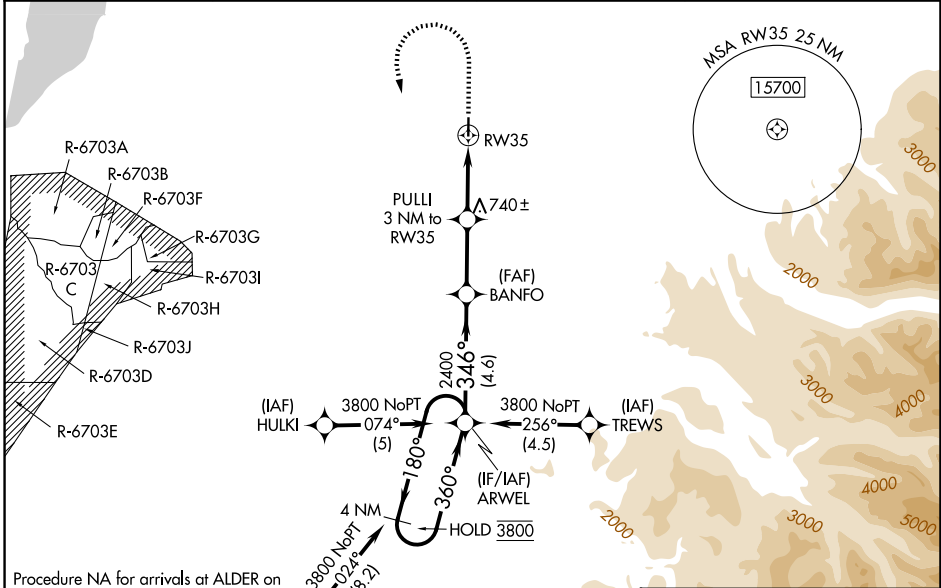 MSA RW35 25 NM
15700
3000
RW35
R-6703A
R-6703B
R-6703F
R-6703G
R-6703
C
R-6703I
R-6703H
R-6703J
R-6703D
R-6703E
PULLI
3 NM to
RW35
740±
2000
(FAF)
BANFO
2400
346°
(4.6)
3000
4000
(IAF)
HULKI
3800 NoPT
074°
(5)
3800 NoPT
256°
(4.5)
(IAF)
TREWS
(IF/IAF)
ARWEL
180°
360°
4 NM
HOLD 3800
3800 NoPT
024°
8.2)
4000
2000
3000
5000
Procedure NA for arrivals at ALDER on